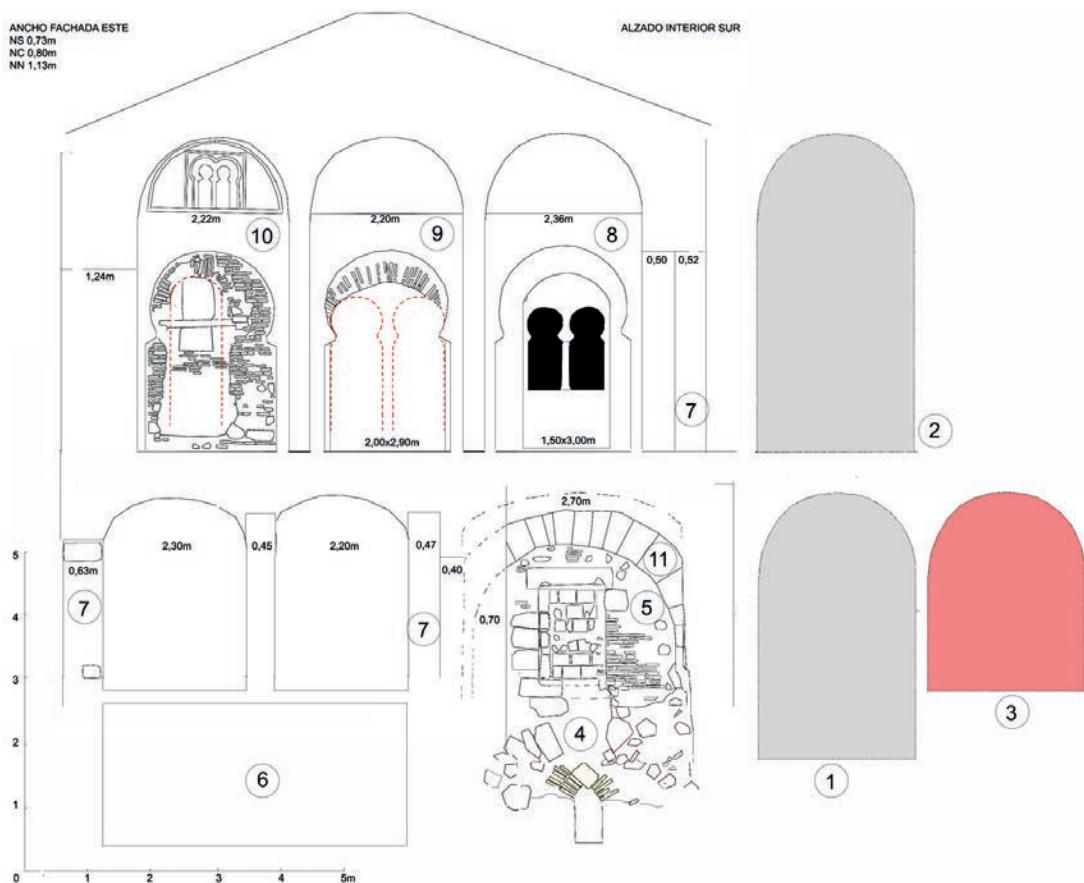 ANCHO FACHADA ESTE
NS 0,73m
NC 0,80m
NN 1,13m
ALZADO INTERIOR SUR
2,22m
2,20m
2,36m
10
9
8
1,24m
0,50
0,52
2,00x2,90m
1,50x3,00m
7
2
2,70m
2,30m
0,45
2,20m
0,47
0,40
0,63m
11
5
7
7
0,70
4
3
6
1
5
4
3
2
1
0
1
2
3
4
5m